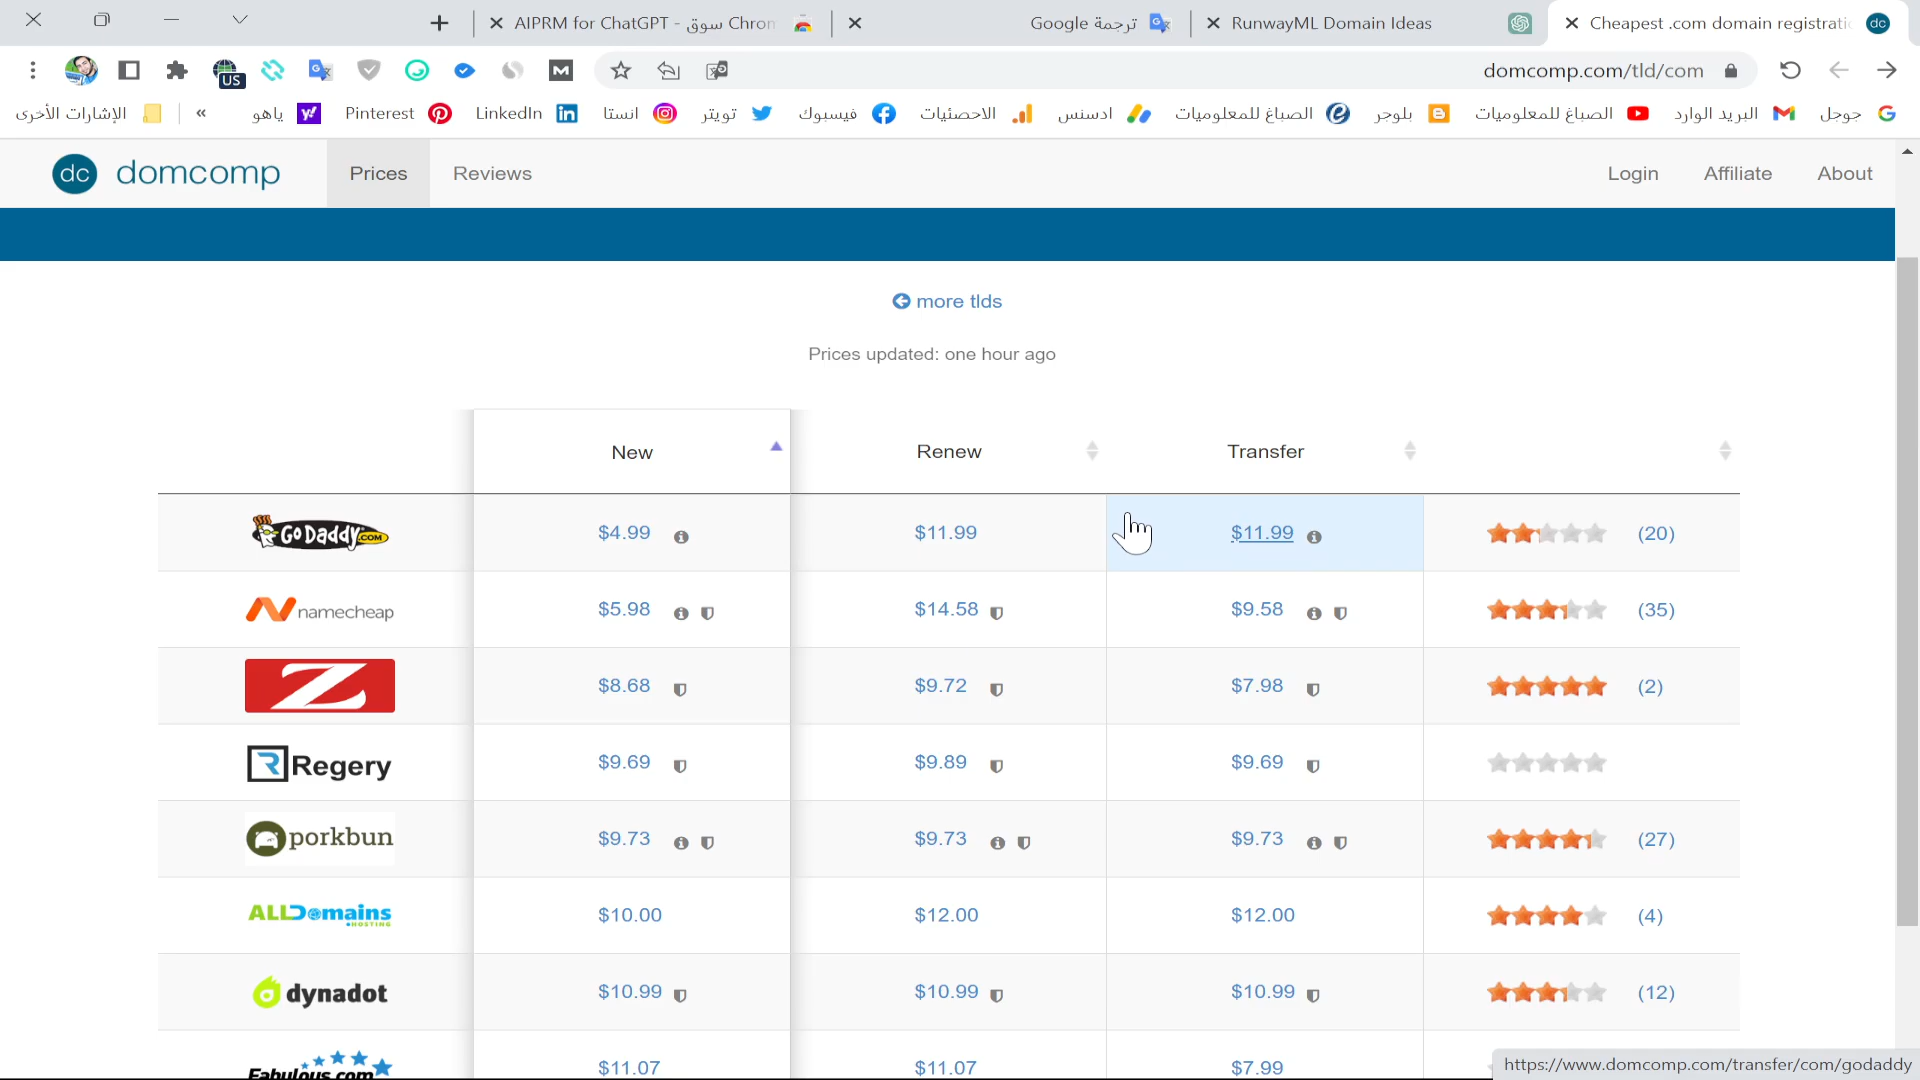 AIPRM for ChatGPT - سوق Chron
ترجمة Google
RunwayML Domain Ideas
Cheapest .com domain registrati
dc
US
M
domcomp.com/tld/com
الإشارات الأخرى
»
ياهو
Pinterest
LinkedIn
in
انستا
تويتر
فيسبوك
الاحصئيات
ادسنس
الصباغ للمعلوميات
بلوجر
الصباغ للمعلوميات
البريد الوارد
جوجل
dc domcomp
Prices
Reviews
Login
Affiliate
About
more tlds
Prices updated: one hour ago
New
Renew
Transfer
GoDaddy.COM
$4.99
$11.99
$11.99
(20)
namecheap
$5.98
$14.58
$9.58
(35)
$8.68
$9.72
$7.98
(2)
Regery
$9.69
$9.89
$9.69
porkbun
$9.73
$9.73
$9.73
(27)
ALLDomains
.HOSTING
$10.00
$12.00
$12.00
(4)
dynadot
$10.99
$10.99
$10.99
(12)
Fabulous.com
$11.07
$11.07
$7.99
https://www.domcomp.com/transfer/com/godaddy